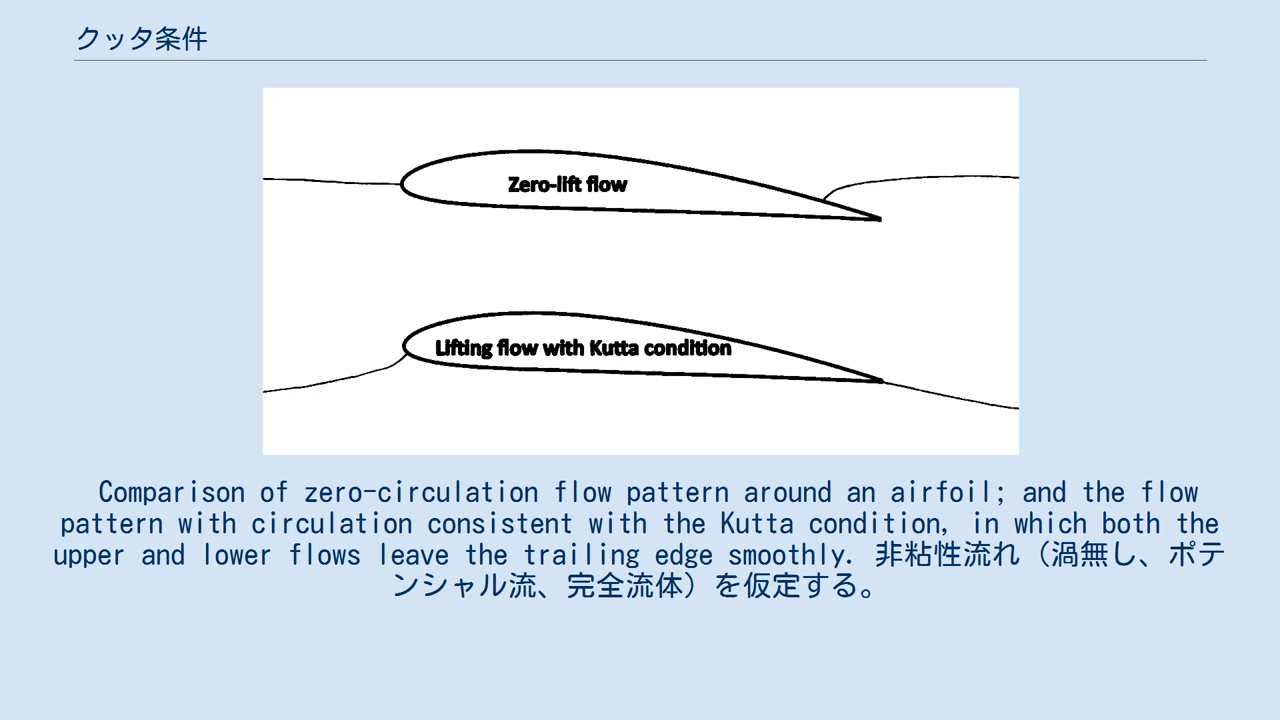 クッタ条件
Zero-lift flow
Lifting flow with Kutta condition
Comparison of zero-circulation flow pattern around an airfoil; and the flow
pattern with circulation consistent with the Kutta condition, in which both the
upper and lower flows leave the trailing edge smoothly. 非粘性流れ（渦無し、ポテ
ンシャル流、完全流体）を仮定する。